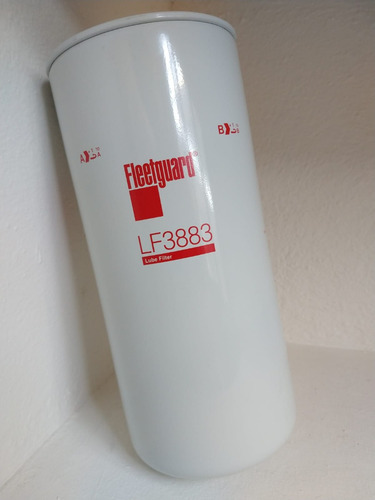 A
B
Fleetguard®
LF3883
Lube Filter